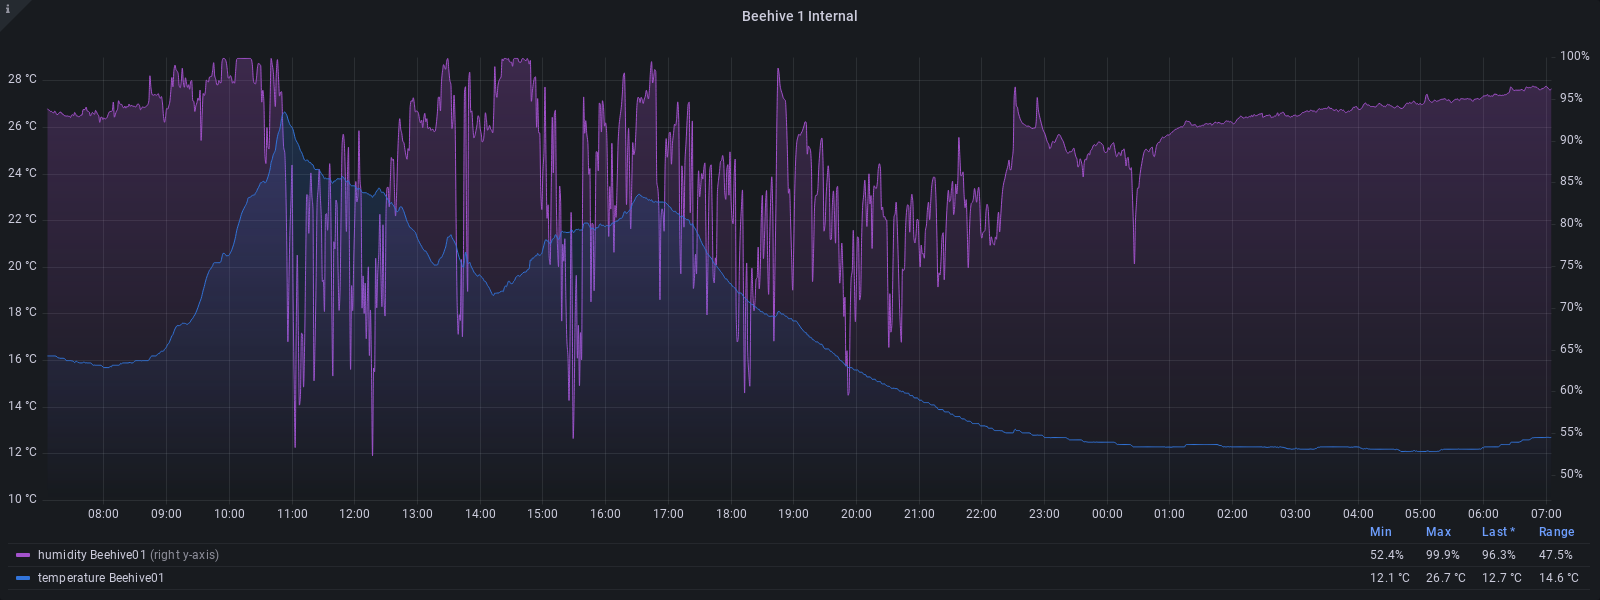 i
Beehive 1 Internal
28 °C
26 °C
24 °C
22 °C
20 °C
18 °C
16 °C
14 °C
12 °C
10 °C
100%
95%
90%
85%
80%
75%
70%
65%
60%
55%
50%
08:00 09:00 10:00 11:00 12:00 13:00 14:00 15:00 16:00 17:00 18:00 19:00 20:00 21:00 22:00 23:00 00:00 01:00 02:00 03:00 04:00 05:00 06:00 07:00
Min Max Last * Range
humidity Beehive01 (right y-axis) 52.4% 99.9% 96.3% 47.5%
temperature Beehive01 12.1 °C 26.7 °C 12.7 °C 14.6 °C